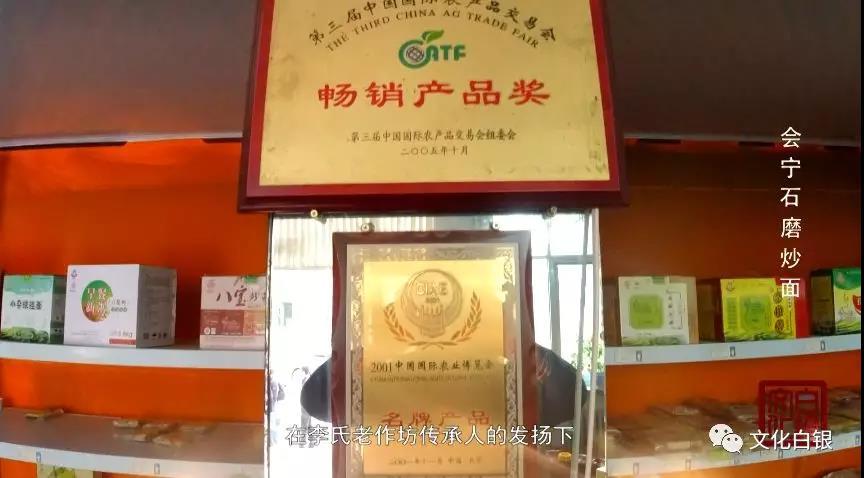 第三届中国国际农产品交易会
THE THIRD CHINA AG TRADE FAIR
CATF
畅销产品奖
第三届中国国际农产品交易会组委会
二〇〇五年十月
会宁石磨炒面
早餐
八宝
2001中国国际农业博览会
名牌产品
在李氏老作坊传承人的发扬下
文化白银